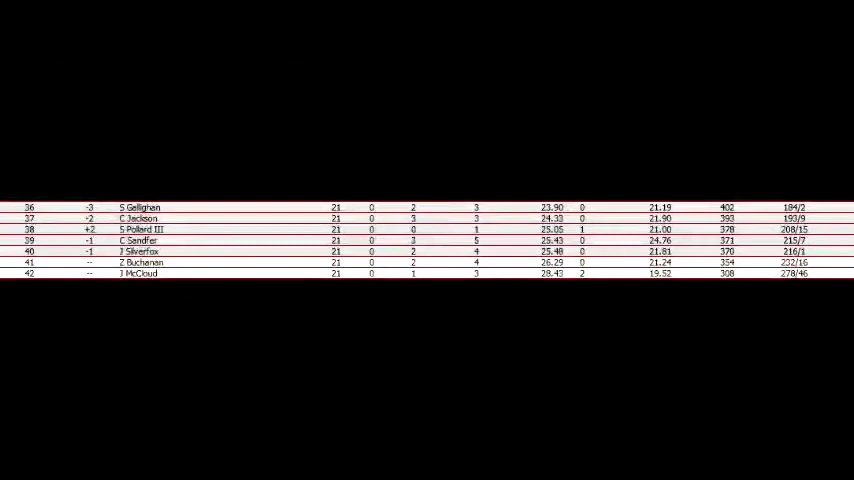 36 -3 S Gallighan 21 0 2 3 23.90 0 21.19 402 184/2
37 -2 C Jackson 21 0 3 3 24.33 0 21.90 393 193/9
38 +2 S Pollard III 21 0 0 1 25.05 1 21.00 378 208/15
39 -1 C Sandfer 21 0 3 5 25.43 0 24.76 371 215/7
40 -1 J Silverfox 21 0 2 4 25.48 0 21.81 370 216/1
41 -- Z Buchanan 21 0 2 4 26.29 0 21.24 354 232/16
42 -- J McCloud 21 0 1 3 28.43 2 19.52 308 278/46